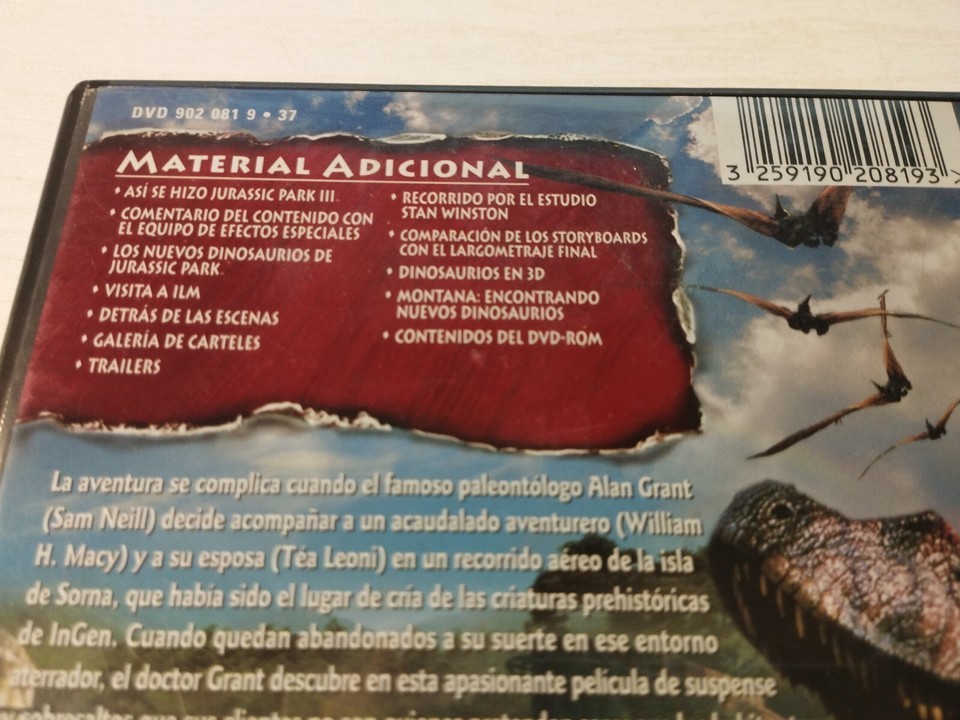 DVD 902 081 9 • 37
3 259190 208193 >
MATERIAL ADICIONAL
• ASÍ SE HIZO JURASSIC PARK III™
• COMENTARIO DEL CONTENIDO CON
EL EQUIPO DE EFECTOS ESPECIALES
• LOS NUEVOS DINOSAURIOS DE
JURASSIC PARK™
• VISITA A ILM
• DETRÁS DE LAS ESCENAS
• GALERÍA DE CARTELES
• TRAILERS
• RECORRIDO POR EL ESTUDIO
STAN WINSTON
• COMPARACIÓN DE LOS STORYBOARDS
CON EL LARGOMETRAJE FINAL
• DINOSAURIOS EN 3D
• MONTANA: ENCONTRANDO
NUEVOS DINOSAURIOS
• CONTENIDOS DEL DVD-ROM
La aventura se complica cuando el famoso paleontólogo Alan Grant
(Sam Neill) decide acompañar a un acaudalado aventurero (William
H. Macy) y a su esposa (Téa Leoni) en un recorrido aéreo de la isla
de Sorna, que había sido el lugar de cría de las criaturas prehistóricas
de InGen. Cuando quedan abandonados a su suerte en ese entorno
aterrador, el doctor Grant descubre en esta apasionante película de suspense